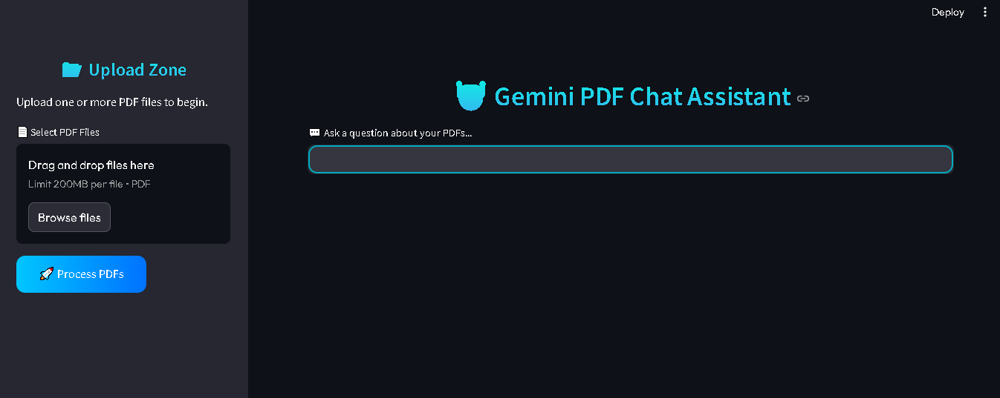 Deploy
Upload Zone
Upload one or more PDF files to begin.
Select PDF Files
Drag and drop files here
Limit 200MB per file • PDF
Browse files
Process PDFs
Gemini PDF Chat Assistant
Ask a question about your PDFs...